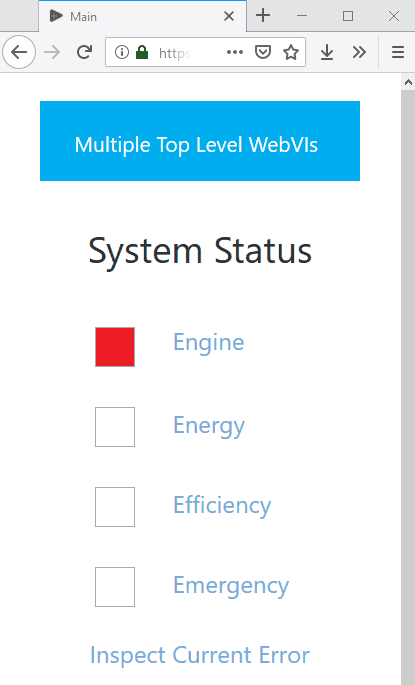 Main
https
Multiple Top Level WebVIs
System Status
Engine
Energy
Efficiency
Emergency
Inspect Current Error